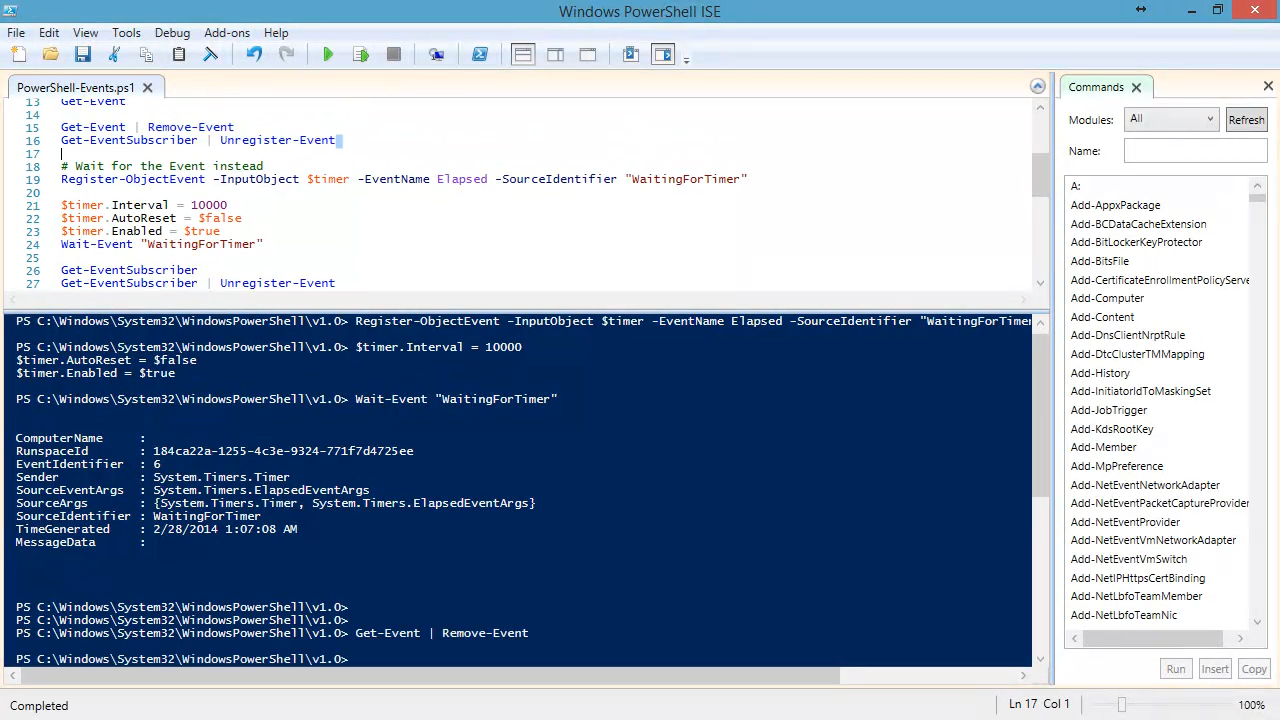 Windows PowerShell ISE
File Edit View Tools Debug Add-ons Help
PowerShell-Events.ps1
13 Get-Event
14
15 Get-Event | Remove-Event
16 Get-EventSubscriber | Unregister-Event
17
18 # Wait for the Event instead
19 Register-ObjectEvent -InputObject $timer -EventName Elapsed -SourceIdentifier "WaitingForTimer"
20
21 $timer.Interval = 10000
22 $timer.AutoReset = $false
23 $timer.Enabled = $true
24 Wait-Event "WaitingForTimer"
25
26 Get-EventSubscriber
27 Get-EventSubscriber | Unregister-Event
PS C:\Windows\System32\WindowsPowerShell\v1.0> Register-ObjectEvent -InputObject $timer -EventName Elapsed -SourceIdentifier "WaitingForTimer
PS C:\Windows\System32\WindowsPowerShell\v1.0> $timer.Interval = 10000
$timer.AutoReset = $false
$timer.Enabled = $true
PS C:\Windows\System32\WindowsPowerShell\v1.0> Wait-Event "WaitingForTimer"
ComputerName :
RunspaceId : 184ca22a-1255-4c3e-9324-771f7d4725ee
EventIdentifier : 6
Sender : System.Timers.Timer
SourceEventArgs : System.Timers.ElapsedEventArgs
SourceArgs : {System.Timers.Timer, System.Timers.ElapsedEventArgs}
SourceIdentifier : WaitingForTimer
TimeGenerated : 2/28/2014 1:07:08 AM
MessageData :
PS C:\Windows\System32\WindowsPowerShell\v1.0>
PS C:\Windows\System32\WindowsPowerShell\v1.0>
PS C:\Windows\System32\WindowsPowerShell\v1.0> Get-Event | Remove-Event
PS C:\Windows\System32\WindowsPowerShell\v1.0>
Commands
Modules: All Refresh
Name:
A:
Add-AppxPackage
Add-BCDataCacheExtension
Add-BitLockerKeyProtector
Add-BitsFile
Add-CertificateEnrollmentPolicyServe
Add-Computer
Add-Content
Add-DnsClientNrptRule
Add-DtcClusterTMMapping
Add-History
Add-InitiatorIdToMaskingSet
Add-JobTrigger
Add-KdsRootKey
Add-Member
Add-MpPreference
Add-NetEventNetworkAdapter
Add-NetEventPacketCaptureProvider
Add-NetEventProvider
Add-NetEventVmNetworkAdapter
Add-NetEventVmSwitch
Add-NetIPHttpsCertBinding
Add-NetLbfoTeamMember
Add-NetLbfoTeamNic
Run Insert Copy
Completed
Ln 17 Col 1
100%